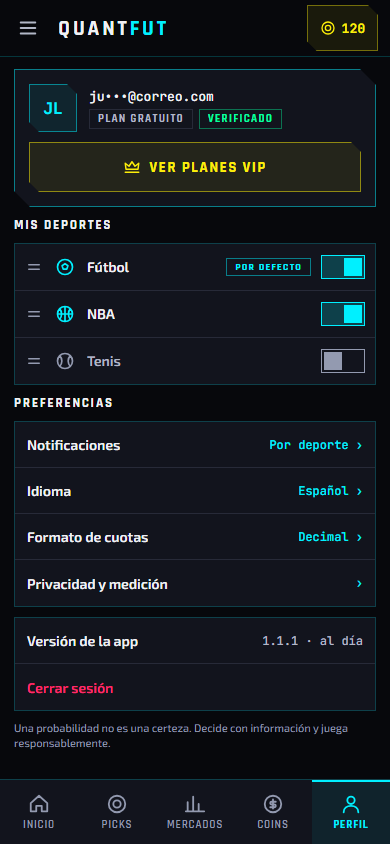 QUANTFUT
120
JL
ju•••@correo.com
PLAN GRATUITO
VERIFICADO
VER PLANES VIP
MIS DEPORTES
Fútbol
POR DEFECTO
NBA
Tenis
PREFERENCIAS
Notificaciones
Por deporte ›
Idioma
Español ›
Formato de cuotas
Decimal ›
Privacidad y medición
›
Versión de la app
1.1.1 · al día
Cerrar sesión
Una probabilidad no es una certeza. Decide con información y juega
responsablemente.
INICIO
PICKS
MERCADOS
COINS
PERFIL